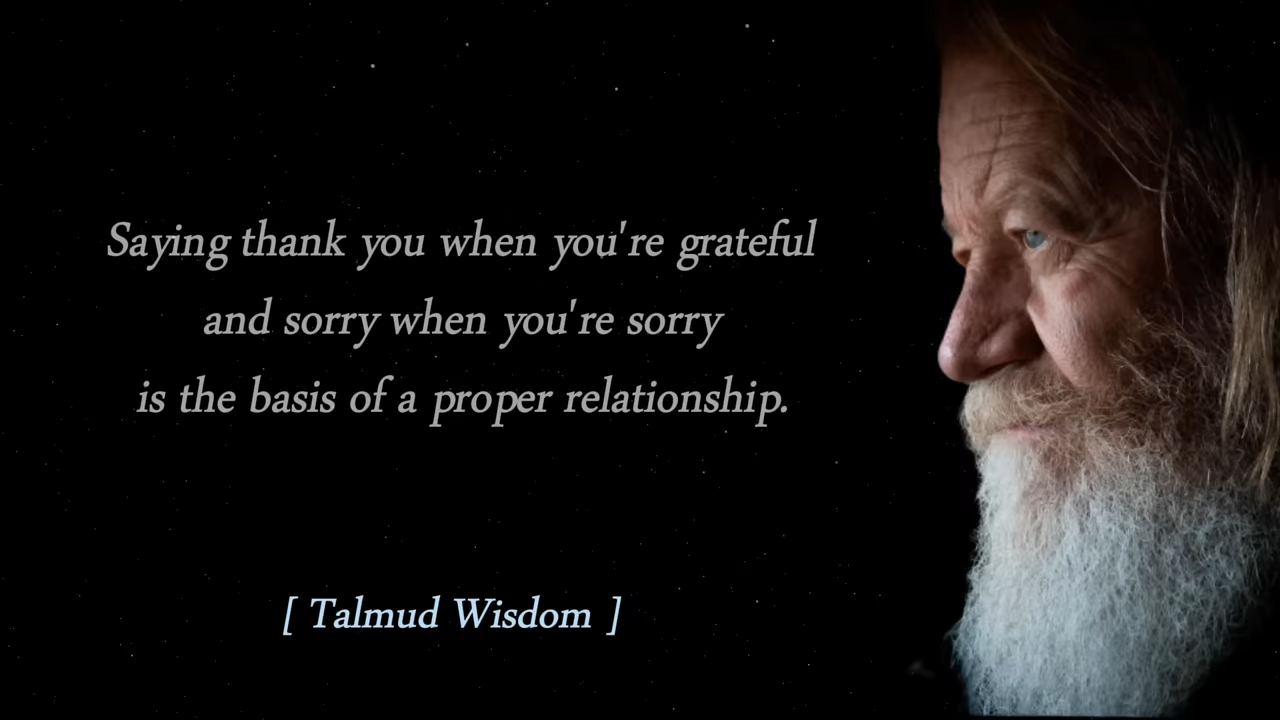 Saying thank you when you're grateful
and sorry when you're sorry
is the basis of a proper relationship.
[ Talmud Wisdom ]